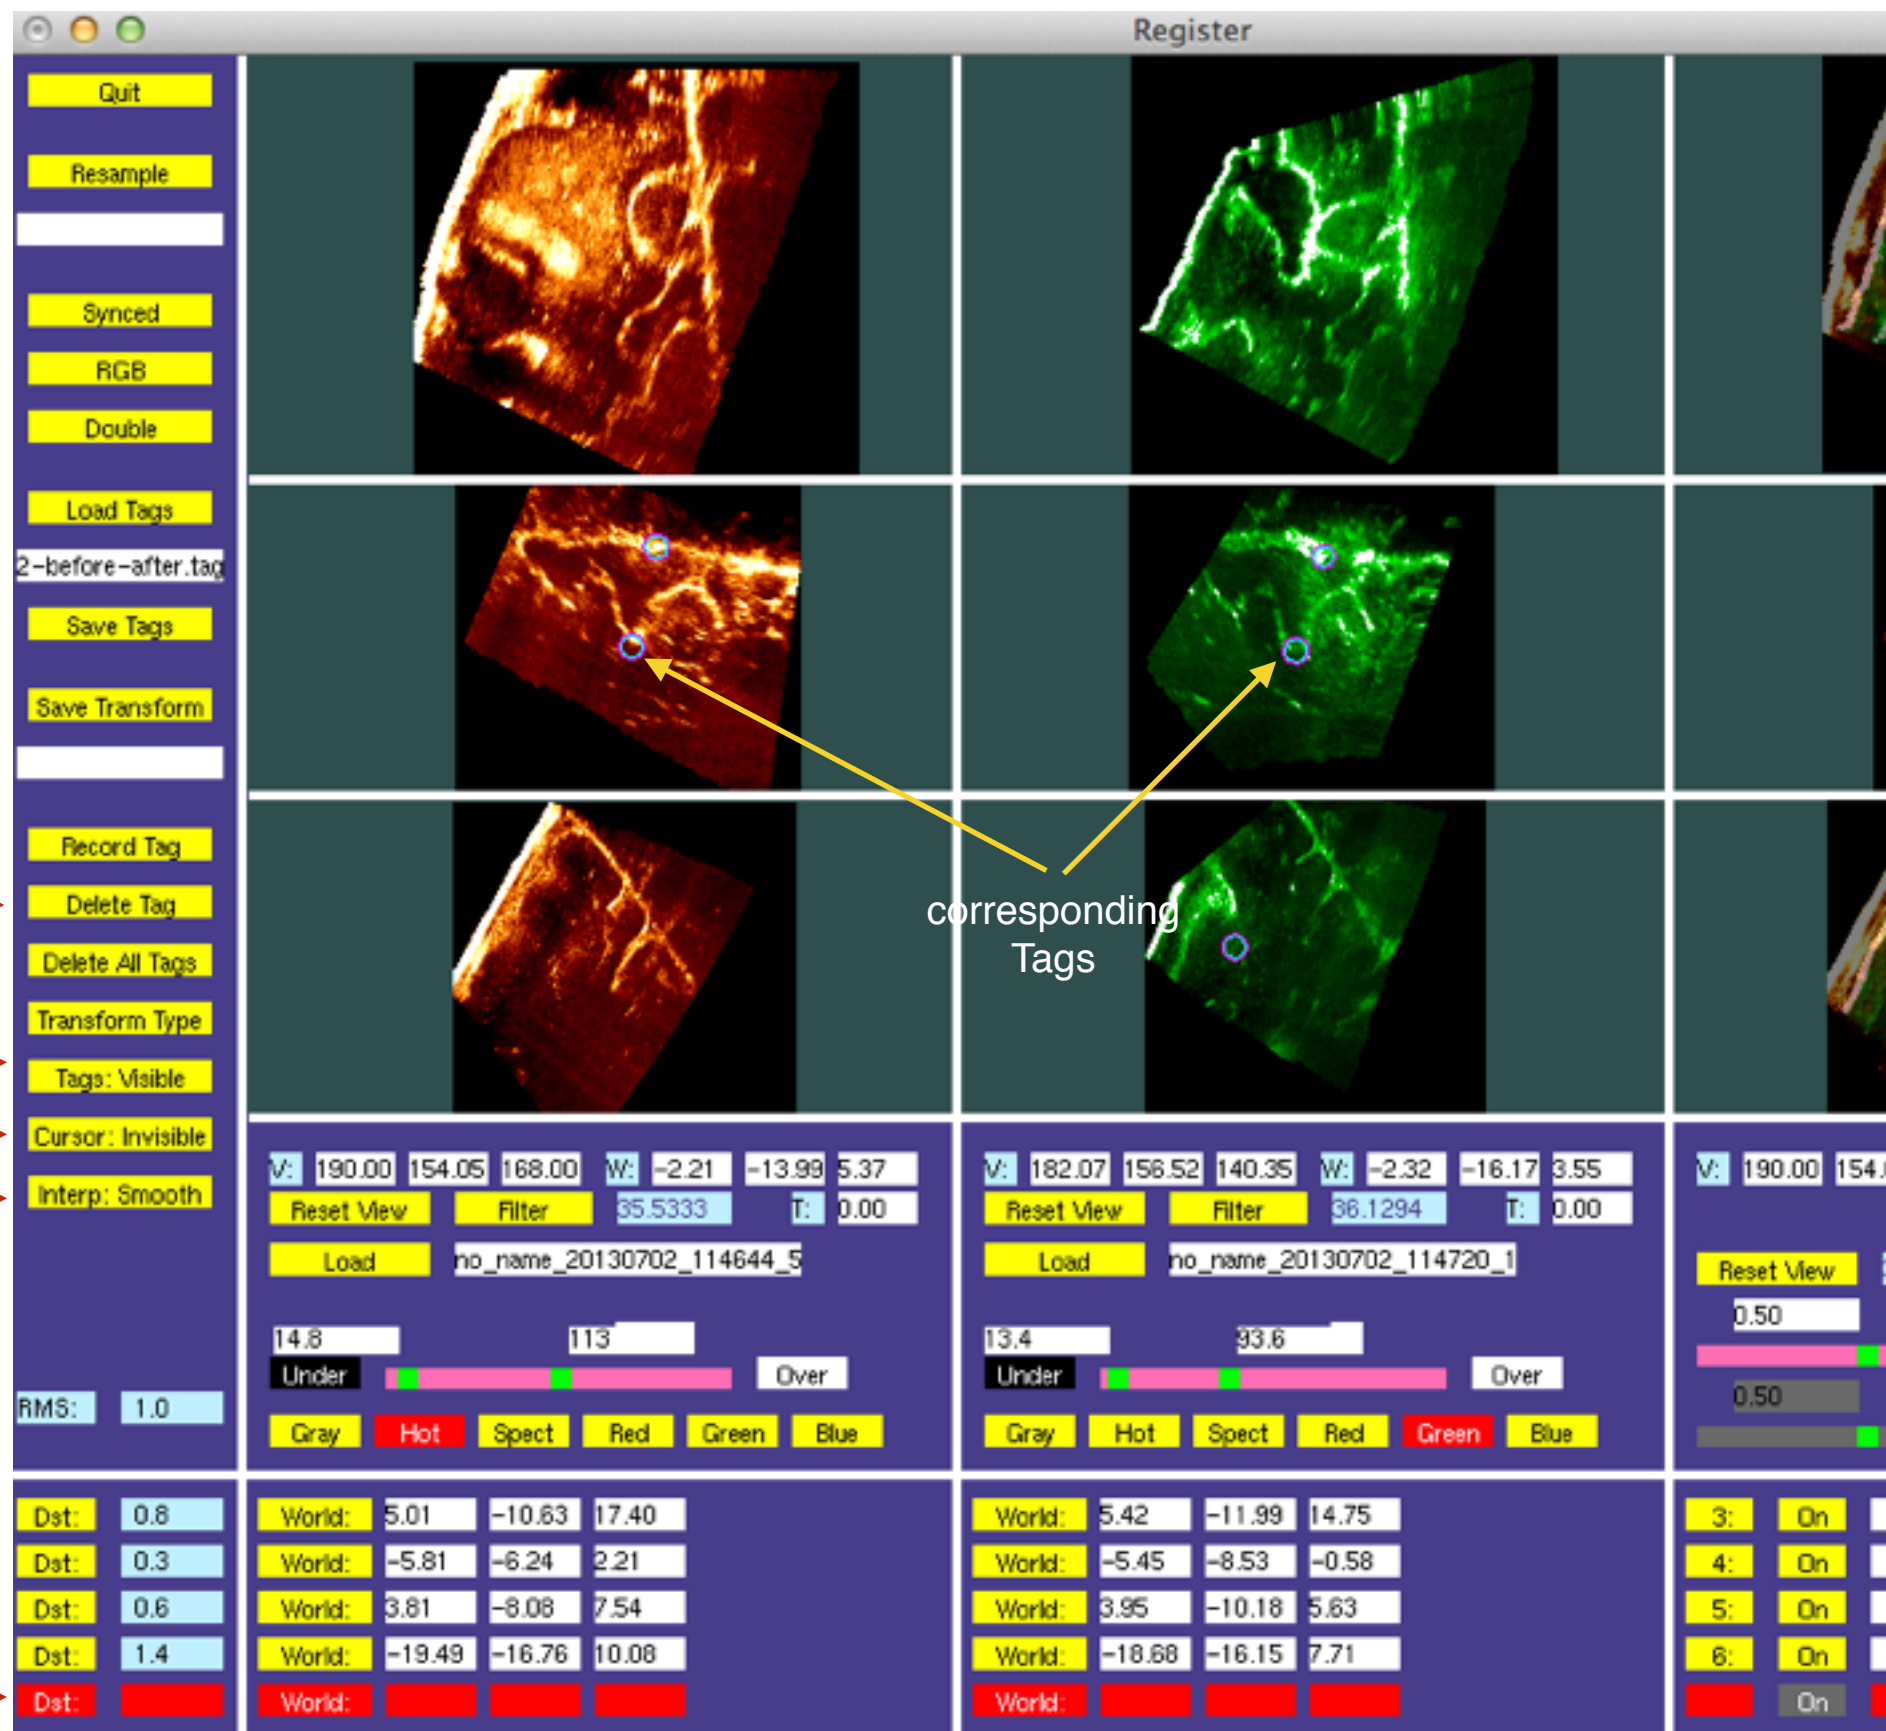 Register
Quit
Resample
Synced
RGB
Double
Load Tags
2-before-after.tag
Save Tags
Save Transform
Record Tag
Delete Tag
Delete All Tags
Transform Type
Tags: Visible
Cursor: Invisible
Interp: Smooth
RMS: 1.0
corresponding
Tags
V: 190.00 154.05 168.00 W: -2.21 -13.99 5.37
Reset View Filter 35.5333 T: 0.00
Load no_name_20130702_114644_5
14.8 113
Under Over
Gray Hot Spect Red Green Blue
V: 182.07 156.52 140.35 W: -2.32 -16.17 3.55
Reset View Filter 36.1294 T: 0.00
Load no_name_20130702_114720_1
13.4 93.6
Under Over
Gray Hot Spect Red Green Blue
V: 190.00 154.
Reset View
0.50
0.50
Dst: 0.8 World: 5.01 -10.63 17.40 World: 5.42 -11.99 14.75 3: On
Dst: 0.3 World: -5.81 -6.24 2.21 World: -5.45 -8.53 -0.58 4: On
Dst: 0.6 World: 3.81 -8.08 7.54 World: 3.95 -10.18 5.63 5: On
Dst: 1.4 World: -19.49 -16.76 10.08 World: -18.68 -16.15 7.71 6: On
Dst: World: World: On